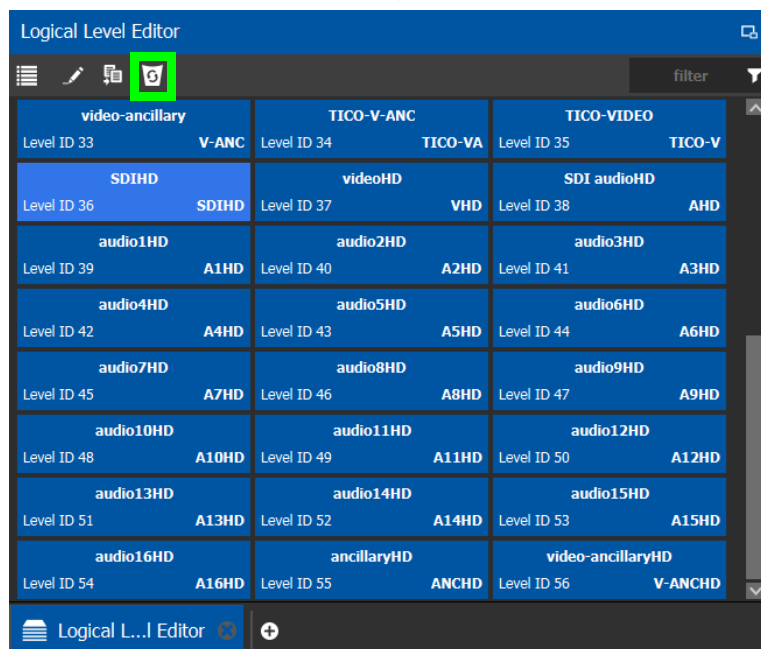 Logical Level Editor
filter
video-ancillary TICO-V-ANC TICO-VIDEO
Level ID 33 V-ANC Level ID 34 TICO-VA Level ID 35 TICO-V
SDIHD videoHD SDI audioHD
Level ID 36 SDIHD Level ID 37 VHD Level ID 38 AHD
audio1HD audio2HD audio3HD
Level ID 39 A1HD Level ID 40 A2HD Level ID 41 A3HD
audio4HD audio5HD audio6HD
Level ID 42 A4HD Level ID 43 A5HD Level ID 44 A6HD
audio7HD audio8HD audio9HD
Level ID 45 A7HD Level ID 46 A8HD Level ID 47 A9HD
audio10HD audio11HD audio12HD
Level ID 48 A10HD Level ID 49 A11HD Level ID 50 A12HD
audio13HD audio14HD audio15HD
Level ID 51 A13HD Level ID 52 A14HD Level ID 53 A15HD
audio16HD ancillaryHD video-ancillaryHD
Level ID 54 A16HD Level ID 55 ANCHD Level ID 56 V-ANCHD
Logical L...l Editor